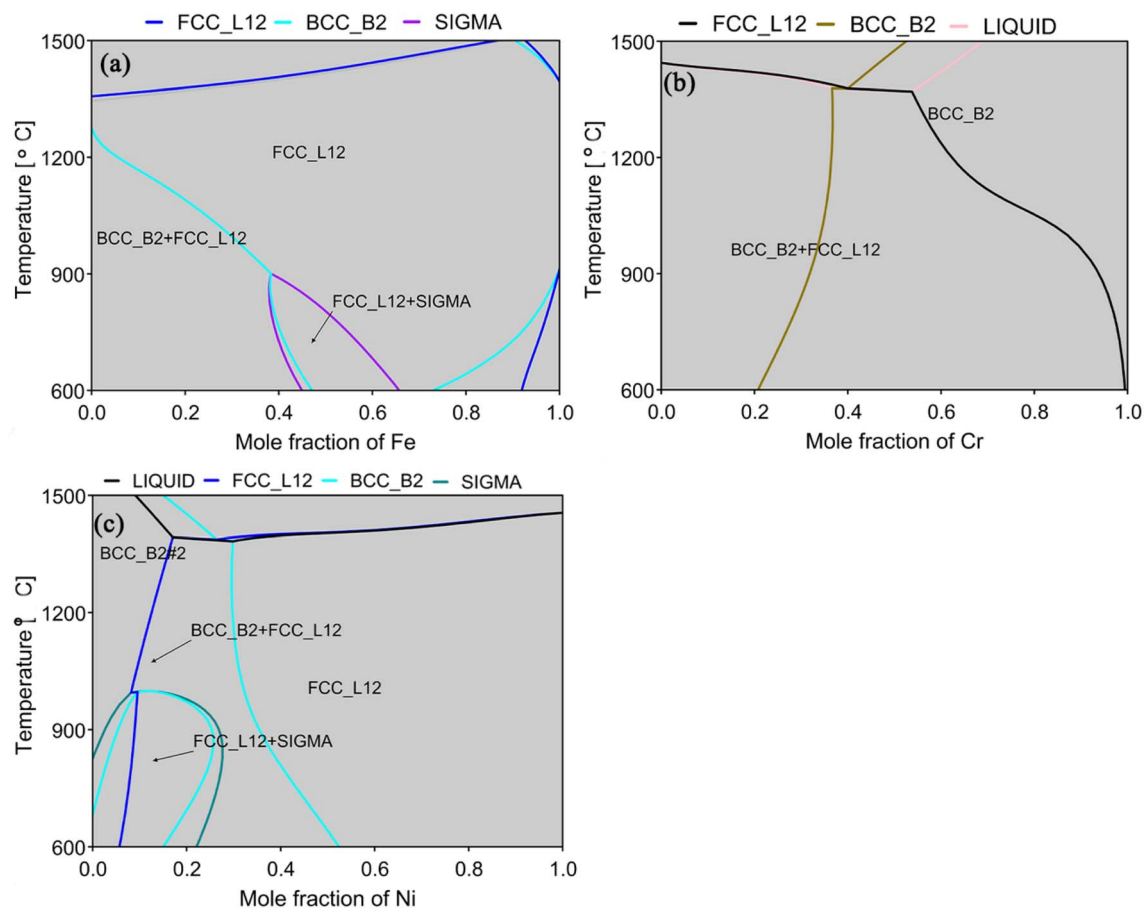 FCC_L12 BCC_B2 SIGMA
(a)
1500
1200
900
600
Temperature [ ° C]
FCC_L12
BCC_B2+FCC_L12
FCC_L12+SIGMA
0.0 0.2 0.4 0.6 0.8 1.0
Mole fraction of Fe
FCC_L12 BCC_B2 LIQUID
(b)
1500
1200
900
600
Temperature [ ° C]
BCC_B2
BCC_B2+FCC_L12
0.0 0.2 0.4 0.6 0.8 1.0
Mole fraction of Cr
LIQUID FCC_L12 BCC_B2 SIGMA
(c)
1500
1200
900
600
Temperature[ ° C]
BCC_B2#2
BCC_B2+FCC_L12
FCC_L12
FCC_L12+SIGMA
0.0 0.2 0.4 0.6 0.8 1.0
Mole fraction of Ni